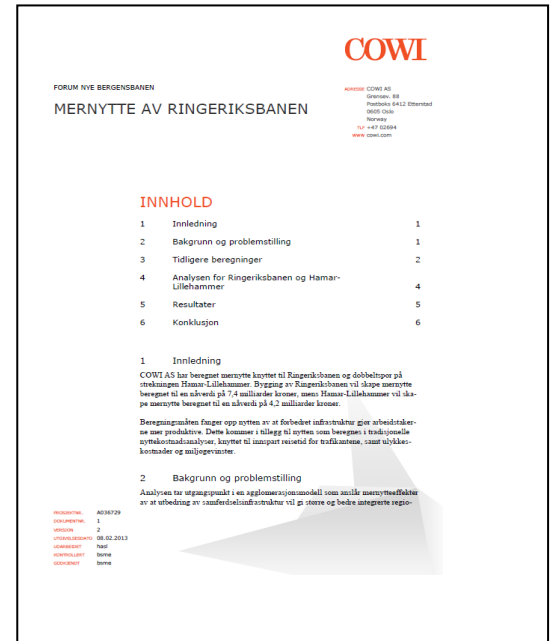 COWI
FORUM NYE BERGENSBANEN
MERNYTTE AV RINGERIKSBANEN
ADRESSE COWI AS
Grensev. 88
Postboks 6412 Etterstad
0605 Oslo
Norway
TLF +47 02694
WWW cowi.com
INNHOLD
1 Innledning 1
2 Bakgrunn og problemstilling 1
3 Tidligere beregninger 2
4 Analysen for Ringeriksbanen og Hamar-
Lillehammer 4
5 Resultater 5
6 Konklusjon 6
1 Innledning
COWI AS har beregnet mernytte knyttet til Ringeriksbanen og dobbeltspor på
strekningen Hamar-Lillehammer. Bygging av Ringeriksbanen vil skape mernytte
beregnet til en nåverdi på 7,4 milliarder kroner, mens Hamar-Lillehammer vil ska-
pe mernytte beregnet til en nåverdi på 4,2 milliarder kroner.
Beregningsmåten fanger opp nytten av at forbedret infrastruktur gjør arbeidstaker-
ne mer produktive. Dette kommer i tillegg til nytten som beregnes i tradisjonelle
nyttekostnadsanalyser, knyttet til innspart reisetid for trafikantene, samt ulykkes-
kostnader og miljøgevinster.
2 Bakgrunn og problemstilling
Analysen tar utgangspunkt i en agglomerasjonsmodell som anslår mernytteeffekter
av at utbedring av samferdselsinfrastruktur vil gi større og bedre integrerte regio-
PROSJEKTNR. A036729
DOKUMENTNR. 1
VERSJON 2
UTGIVELSESDATO 08.02.2013
UDARBEIDET hasl
KONTROLLERT bsme
GODKJENDT bsme